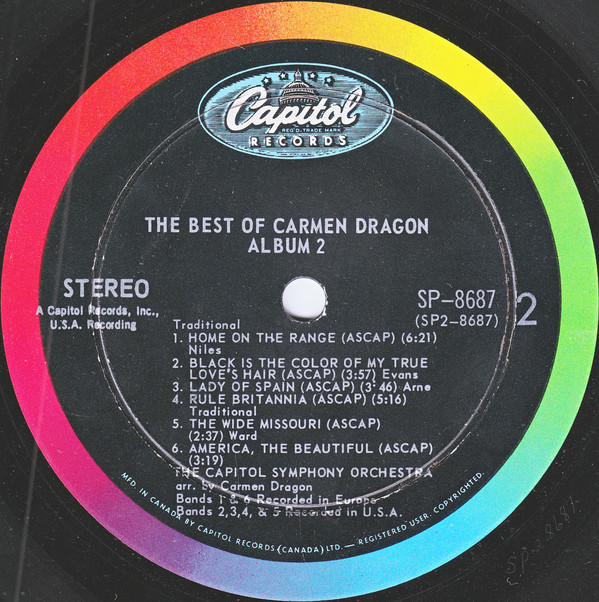 Capitol
REG'D.-TRADE MARK
RECORDS
THE BEST OF CARMEN DRAGON
ALBUM 2
STEREO
A Capitol Records, Inc.,
U.S.A. Recording
SP-8687
(SP2-8687)
2
Traditional
1. HOME ON THE RANGE (ASCAP) (6:21)
Niles
2. BLACK IS THE COLOR OF MY TRUE
LOVE'S HAIR (ASCAP) (3:57) Evans
3. LADY OF SPAIN (ASCAP) (3:46) Arne
4. RULE BRITANNIA (ASCAP) (5:16)
Traditional
5. THE WIDE MISSOURI (ASCAP)
(2:37) Ward
6. AMERICA, THE BEAUTIFUL (ASCAP)
(3:19)
THE CAPITOL SYMPHONY ORCHESTRA
arr. by Carmen Dragon
Bands 1 & 6 Recorded in Europe
Bands 2,3,4, & 5 Recorded in U.S.A.
MFD. IN CANADA BY CAPITOL RECORDS (CANADA) LTD. — REGISTERED USER. COPYRIGHTED.